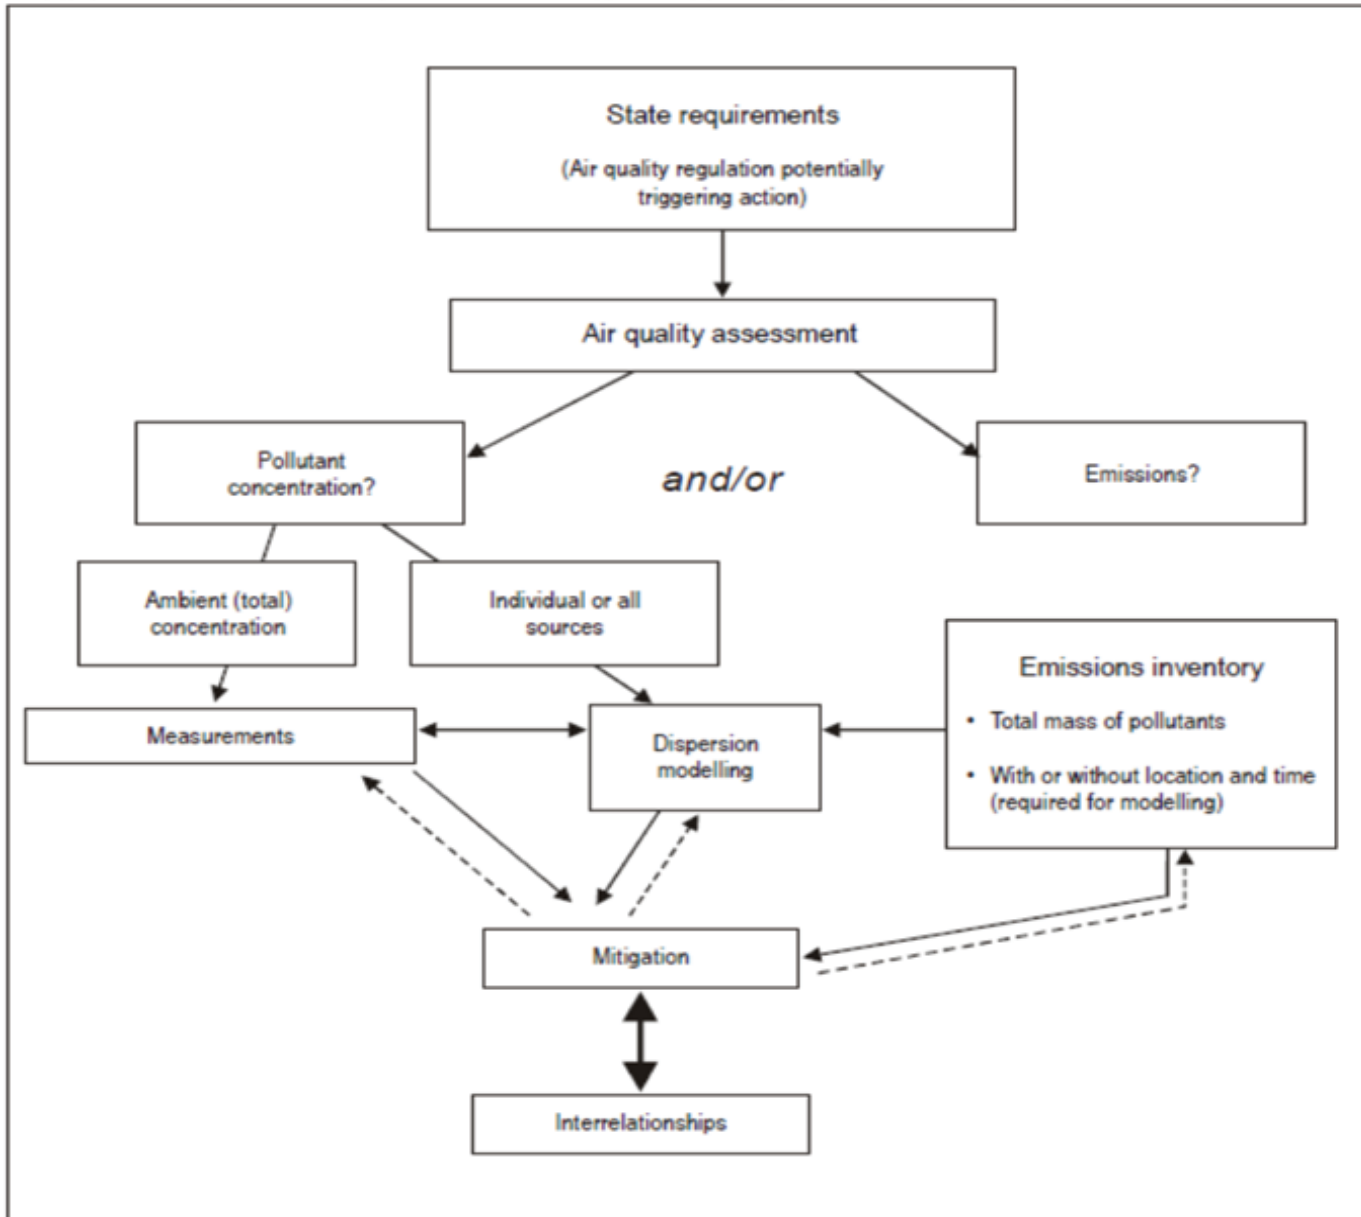 State requirements
(Air quality regulation potentially
triggering action)
Air quality assessment
Pollutant
concentration?
and/or
Emissions?
Ambient (total)
concentration
Individual or all
sources
Emissions inventory
• Total mass of pollutants
• With or without location and time
(required for modelling)
Measurements
Dispersion
modelling
Mitigation
Interrelationships